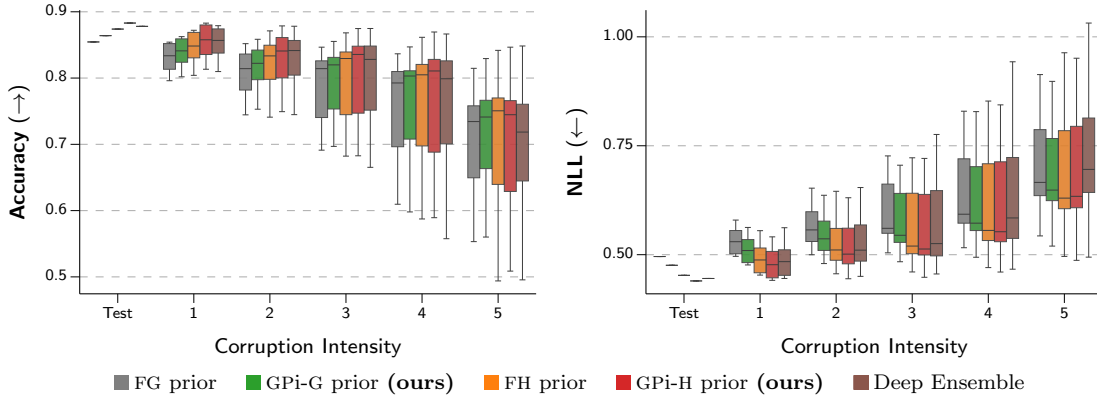 0.9
0.8
0.7
0.6
0.5
Accuracy (→)
Test 1 2 3 4 5
Corruption Intensity
1.00
0.75
0.50
NLL (←)
Test 1 2 3 4 5
Corruption Intensity
FG prior GPi-G prior (ours) FH prior GPi-H prior (ours) Deep Ensemble